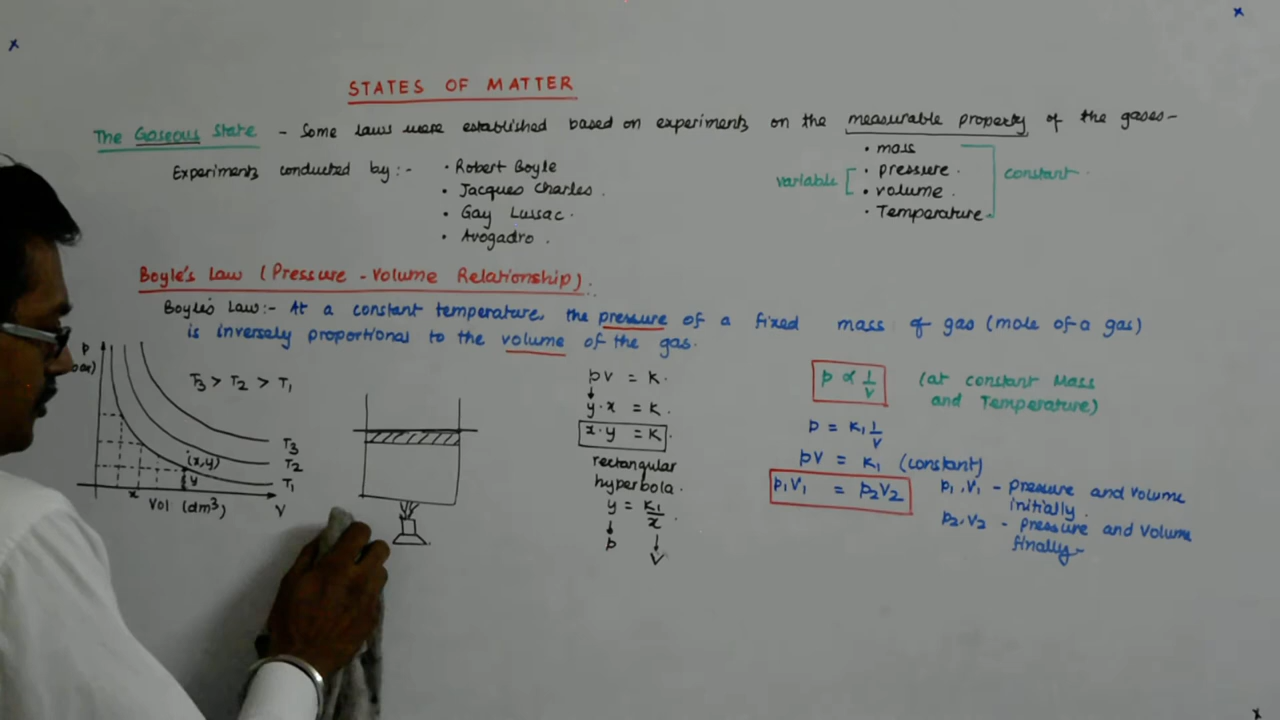 STATES OF MATTER
The Gaseous State - Some laws were established based on experiments on the measurable property of the gases-
Experiments conducted by:-
• Robert Boyle
• Jacques Charles.
• Gay Lussac.
• Avogadro.
• mass
• pressure.
• volume.
• Temperature
variable
constant.
Boyle's Law (Pressure - Volume Relationship).
Boyle's Law:- At a constant temperature, the pressure of a fixed mass of gas (mole of a gas)
is inversely proportional to the volume of the gas.
P
T3 > T2 > T1
T3
T2
T1
(x,y)
y
x
Vol (dm³)
V
pv = K.
y·x = K.
x·y = K.
rectangular
hyperbola.
y = K1/x.
p
V
p ∝ 1/V
(at constant Mass
and Temperature)
p = K1 1/V
pV = K1 (constant)
P1V1 = P2V2
P1, V1 - Pressure and Volume
initially.
P2, V2 - Pressure and Volume
finally-